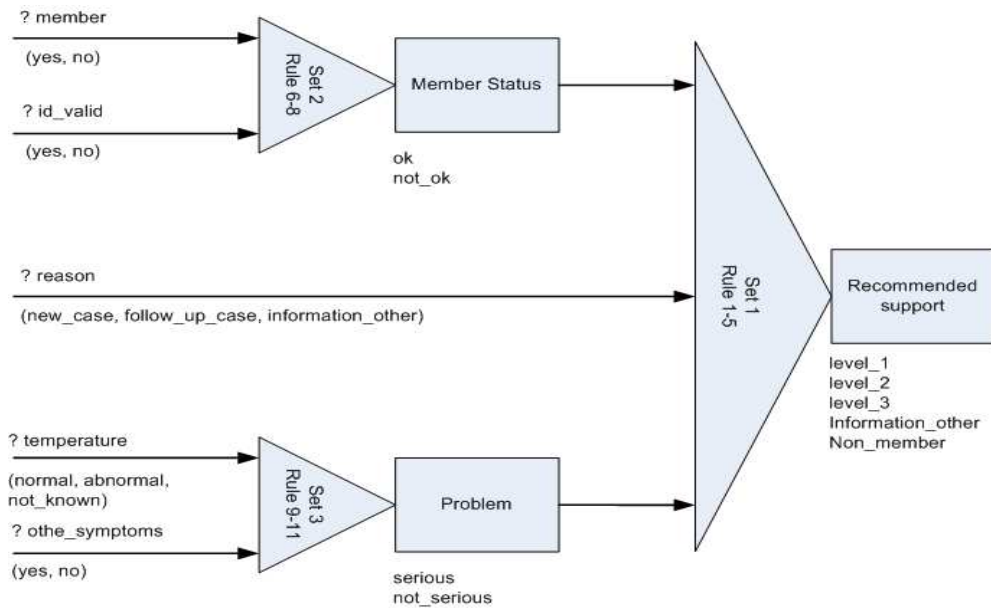 ? member
(yes, no)
? id_valid
(yes, no)
Set 2
Rule 6-8
Member Status
ok
not_ok
? reason
(new_case, follow_up_case, information_other)
Set 1
Rule 1-5
Recommended
support
level_1
level_2
level_3
Information_other
Non_member
? temperature
(normal, abnormal,
not_known)
? othe_symptoms
(yes, no)
Set 3
Rule 9-11
Problem
serious
not_serious